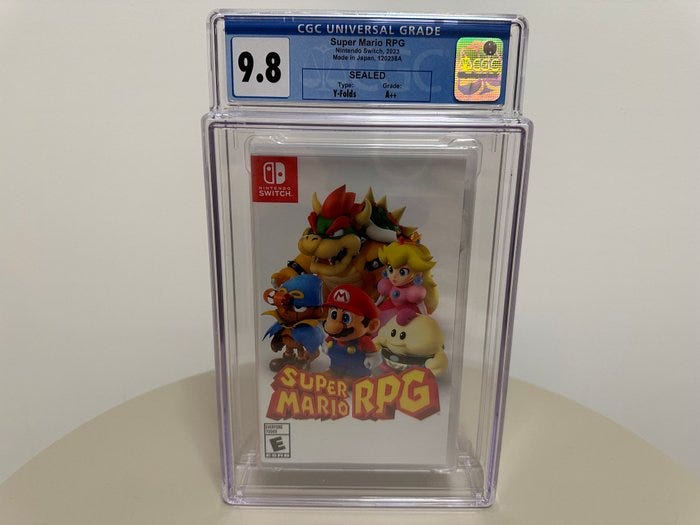 CGC UNIVERSAL GRADE
9.8
Super Mario RPG
Nintendo Switch, 2023
Made in Japan, 120238A
SEALED
Type: Grade:
Y-Folds A++
CGC
NINTENDO
SWITCH
M
SUPER
MARIO RPG
EVERYONE
E
ESRB